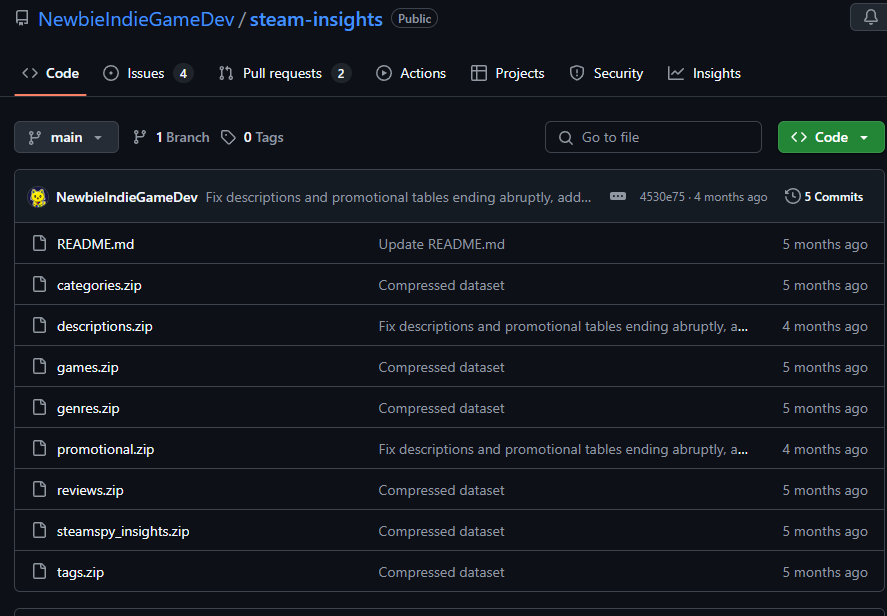 NewbieIndieGameDev / steam-insights Public
Code Issues 4 Pull requests 2 Actions Projects Security Insights
main 1 Branch 0 Tags Go to file Code
NewbieIndieGameDev Fix descriptions and promotional tables ending abruptly, add... 4530e75 · 4 months ago 5 Commits
README.md Update README.md 5 months ago
categories.zip Compressed dataset 5 months ago
descriptions.zip Fix descriptions and promotional tables ending abruptly, a... 4 months ago
games.zip Compressed dataset 5 months ago
genres.zip Compressed dataset 5 months ago
promotional.zip Fix descriptions and promotional tables ending abruptly, a... 4 months ago
reviews.zip Compressed dataset 5 months ago
steamspy_insights.zip Compressed dataset 5 months ago
tags.zip Compressed dataset 5 months ago